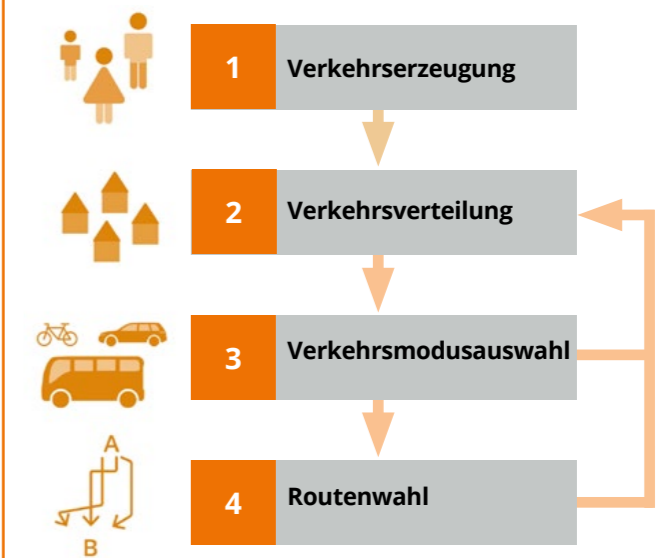 1 Verkehrserzeugung
2 Verkehrsverteilung
3 Verkehrsmodusauswahl
4 Routenwahl
A
B